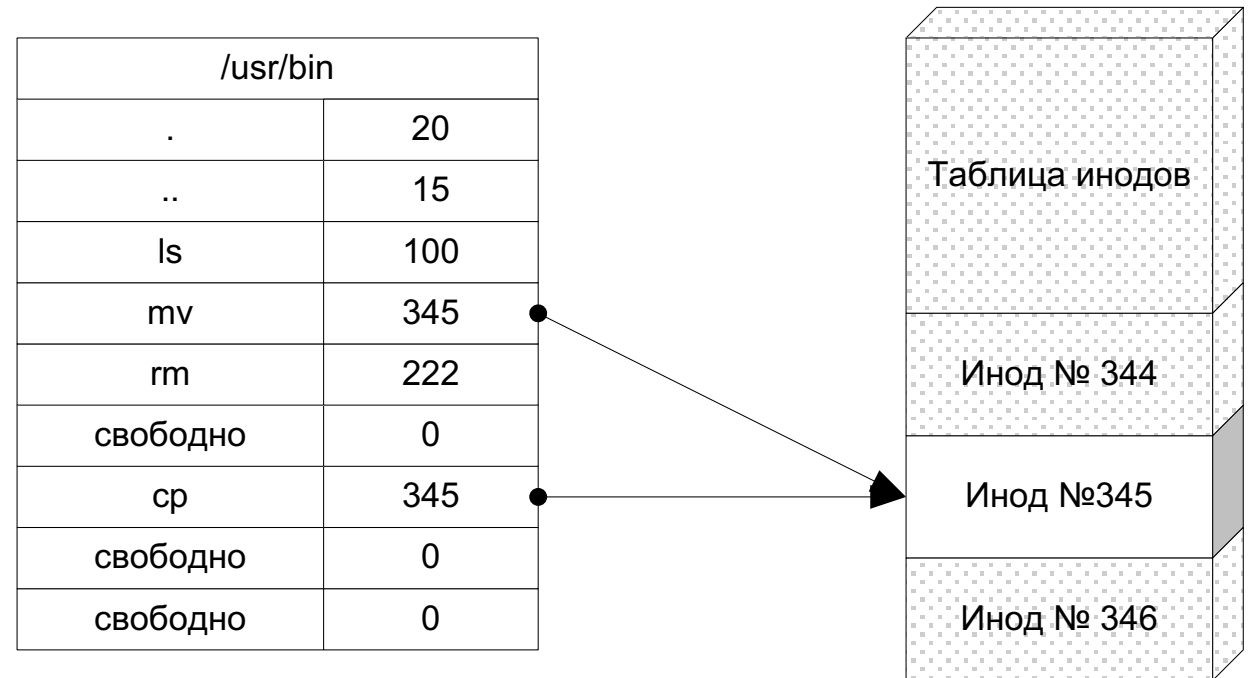 /usr/bin
. 20
.. 15
ls 100
mv 345
rm 222
свободно 0
cp 345
свободно 0
свободно 0
Таблица инодов
Инод № 344
Инод №345
Инод № 346